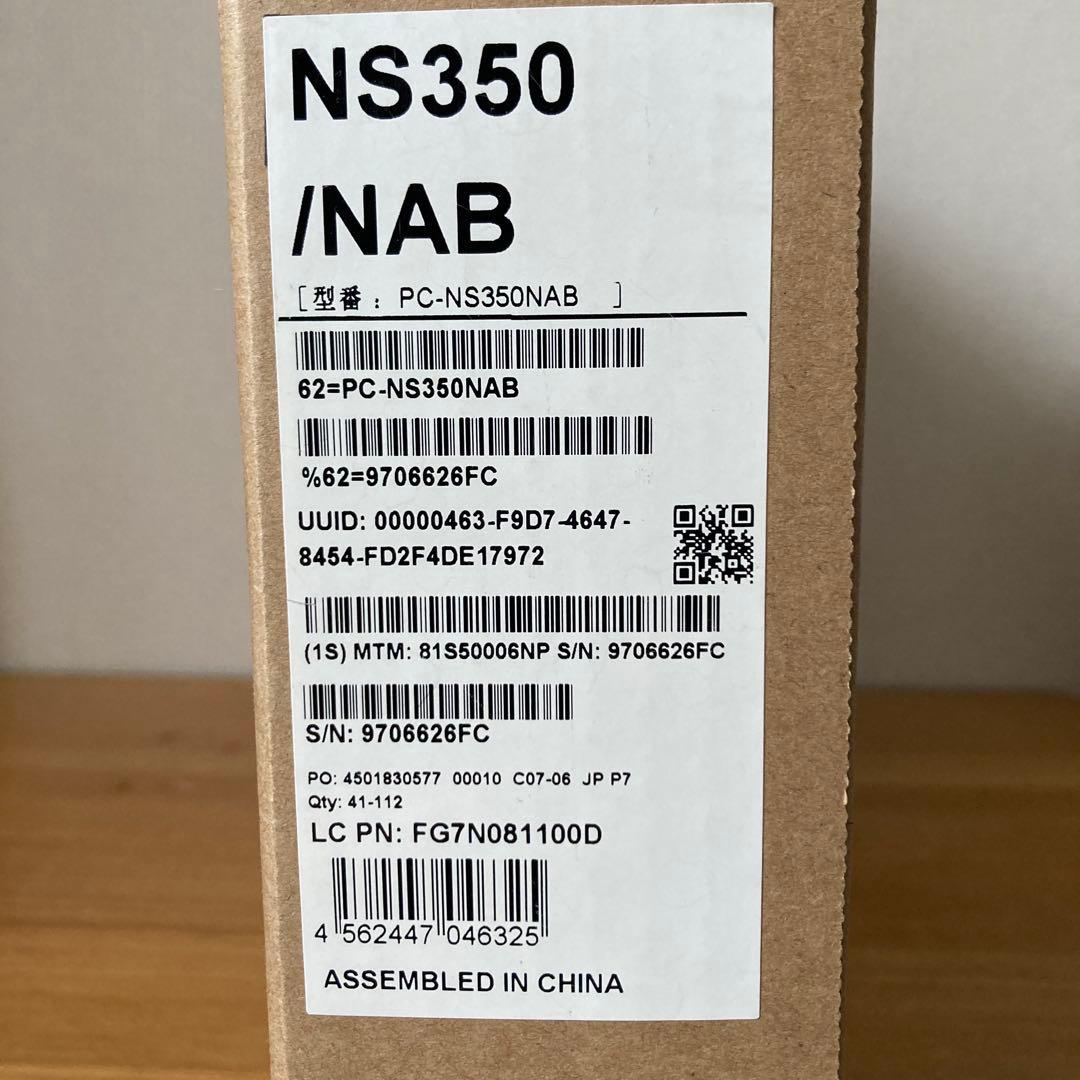 NS350
/NAB
[型番： PC-NS350NAB ]
62=PC-NS350NAB
%62=9706626FC
UUID: 00000463-F9D7-4647-
8454-FD2F4DE17972
(1S) MTM: 81S50006NP S/N: 9706626FC
S/N: 9706626FC
PO: 4501830577 00010 C07-06 JP P7
Qty: 41-112
LC PN: FG7N081100D
4 562447 046325
ASSEMBLED IN CHINA